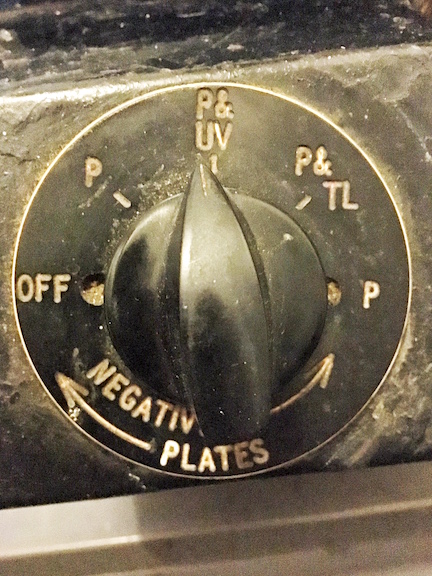 P&
UV
P
P&
TL
OFF
P
NEGATIV
PLATES